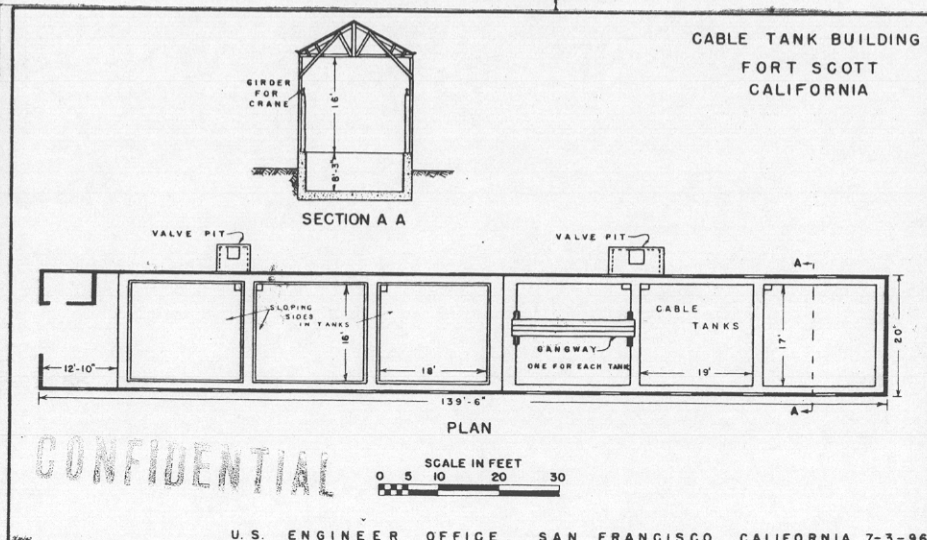 CABLE TANK BUILDING
FORT SCOTT
CALIFORNIA
GIRDER
FOR
CRANE
16'
8'-3"
SECTION A A
VALVE PIT
VALVE PIT
A
SLOPING
SIDES
IN TANKS
16'
18'
12'-10"
GANGWAY
ONE FOR EACH TANK
CABLE
TANKS
19'
17'
20'
A
139'-6"
PLAN
CONFIDENTIAL
SCALE IN FEET
0 5 10 20 30
U.S. ENGINEER OFFICE SAN FRANCISCO CALIFORNIA 7-3-96